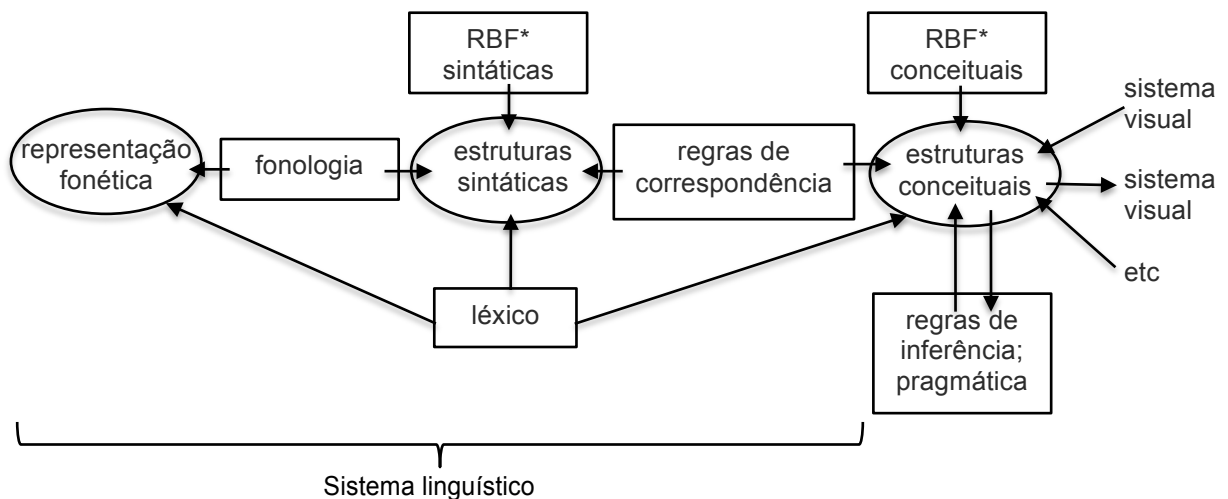 RBF*
sintáticas
RBF*
conceituais
sistema
visual
representação
fonética
fonologia
estruturas
sintáticas
regras de
correspondência
estruturas
conceituais
sistema
visual
etc
léxico
regras de
inferência;
pragmática
Sistema linguístico